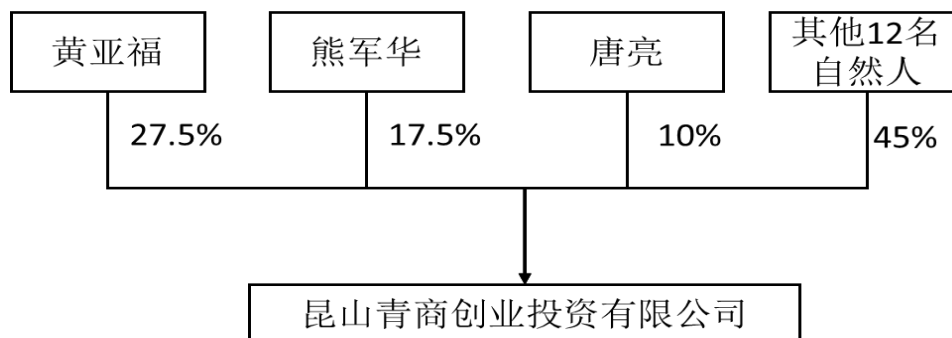 黄亚福
熊军华
唐亮
其他12名
自然人
27.5%
17.5%
10%
45%
昆山青商创业投资有限公司